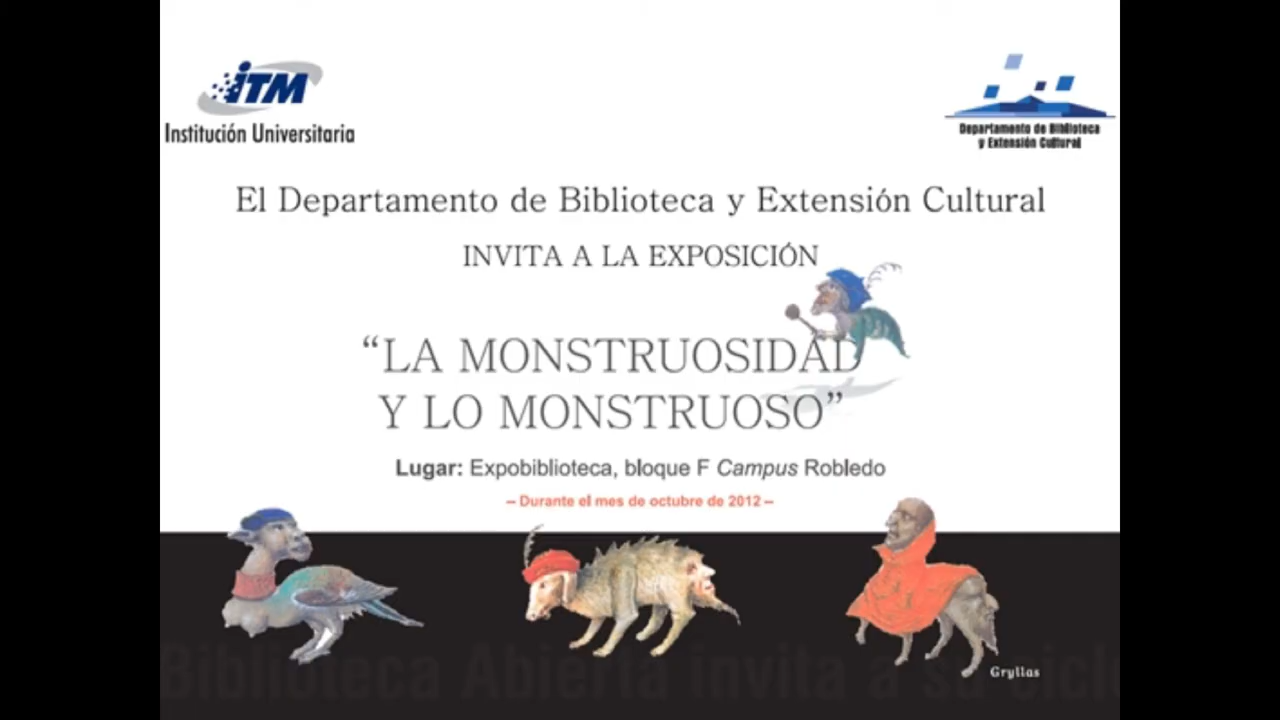 iTM
Institución Universitaria
Departamento de Biblioteca
y Extensión Cultural
El Departamento de Biblioteca y Extensión Cultural
INVITA A LA EXPOSICIÓN
“LA MONSTRUOSIDAD
Y LO MONSTRUOSO”
Lugar: Expobiblioteca, bloque F Campus Robledo
– Durante el mes de octubre de 2012 –
Gryllas
Biblioteca Abierta invita a su ciclo